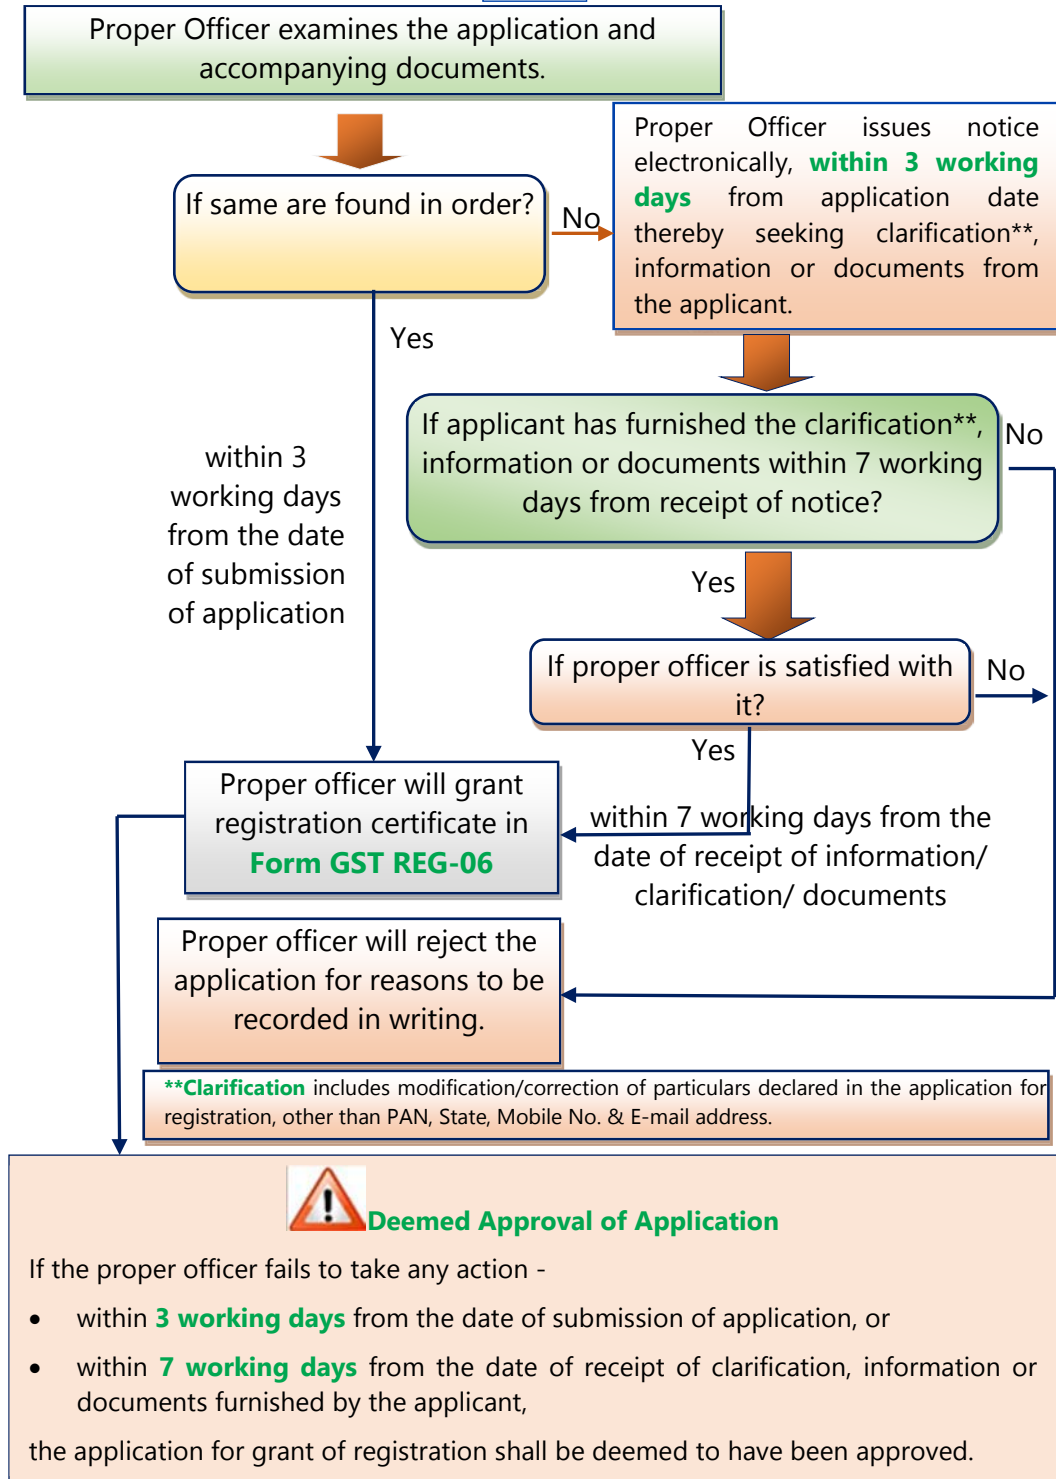 Proper Officer examines the application and
accompanying documents.
If same are found in order?
No
Proper Officer issues notice
electronically, within 3 working
days from application date
thereby seeking clarification**,
information or documents from
the applicant.
Yes
within 3
working days
from the date
of submission
of application
If applicant has furnished the clarification**,
information or documents within 7 working
days from receipt of notice?
No
Yes
If proper officer is satisfied with
it?
No
Yes
Proper officer will grant
registration certificate in
Form GST REG-06
within 7 working days from the
date of receipt of information/
clarification/ documents
Proper officer will reject the
application for reasons to be
recorded in writing.
**Clarification includes modification/correction of particulars declared in the application for
registration, other than PAN, State, Mobile No. & E-mail address.
Deemed Approval of Application
If the proper officer fails to take any action -
• within 3 working days from the date of submission of application, or
• within 7 working days from the date of receipt of clarification, information or
documents furnished by the applicant,
the application for grant of registration shall be deemed to have been approved.